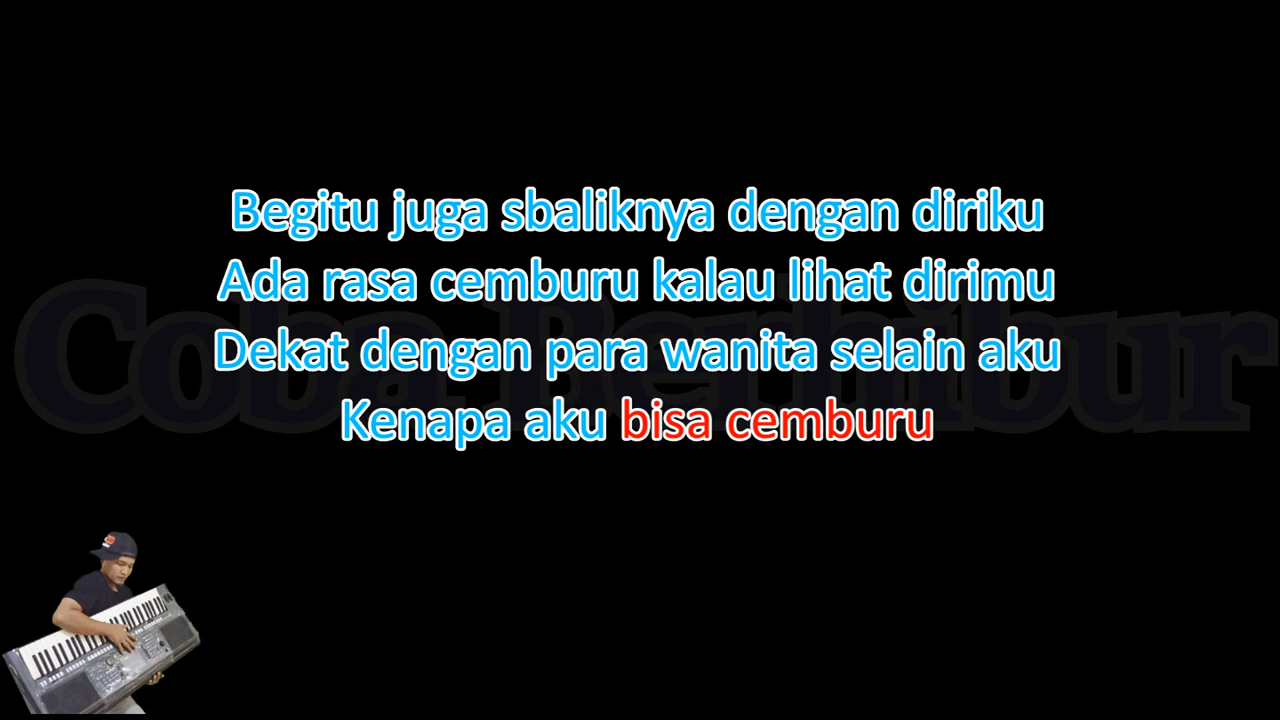 Begitu juga sbaliknya dengan diriku
Ada rasa cemburu kalau lihat dirimu
Dekat dengan para wanita selain aku
Kenapa aku bisa cemburu
Coba Berhibur